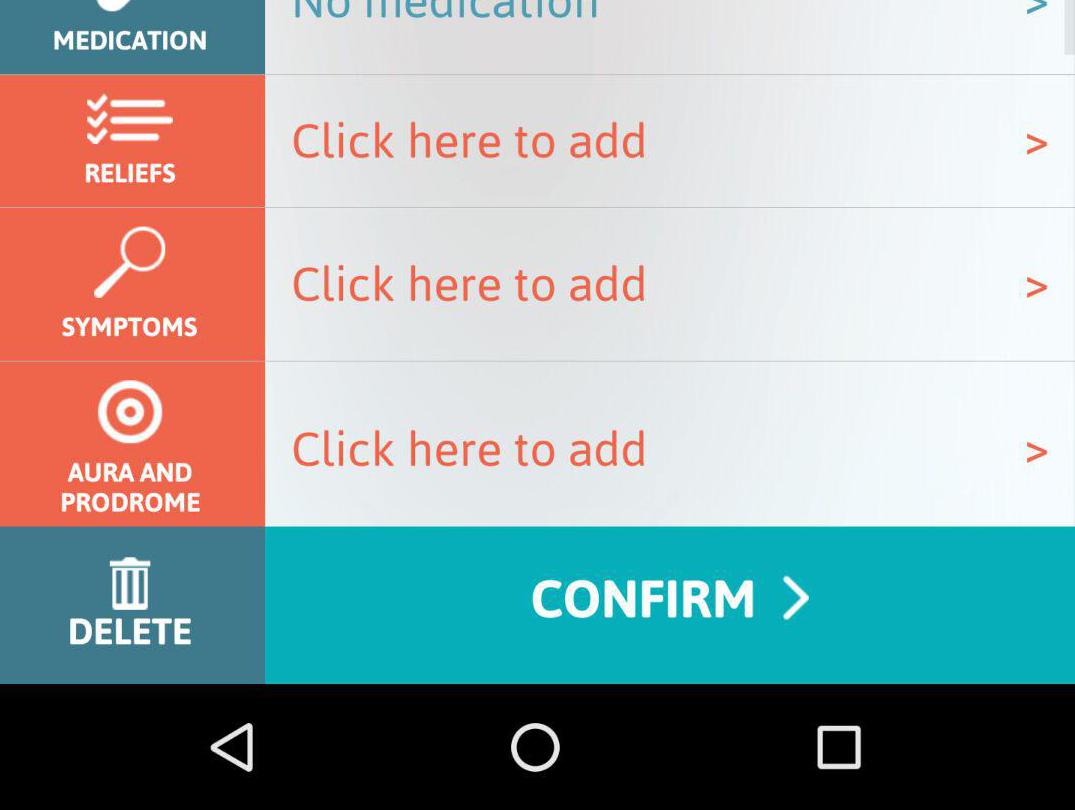 No medication >
MEDICATION
Click here to add >
RELIEFS
Click here to add >
SYMPTOMS
Click here to add >
AURA AND
PRODROME
DELETE
CONFIRM >